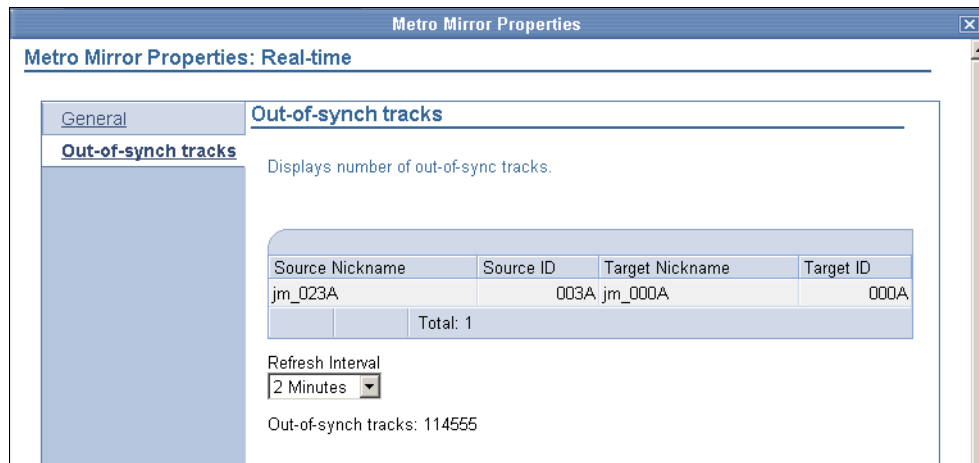 Metro Mirror Properties
Metro Mirror Properties: Real-time
General
Out-of-synch tracks
Out-of-synch tracks
Displays number of out-of-sync tracks.
Source Nickname Source ID Target Nickname Target ID
jm_023A 003A jm_000A 000A
Total: 1
Refresh Interval
2 Minutes
Out-of-synch tracks: 114555